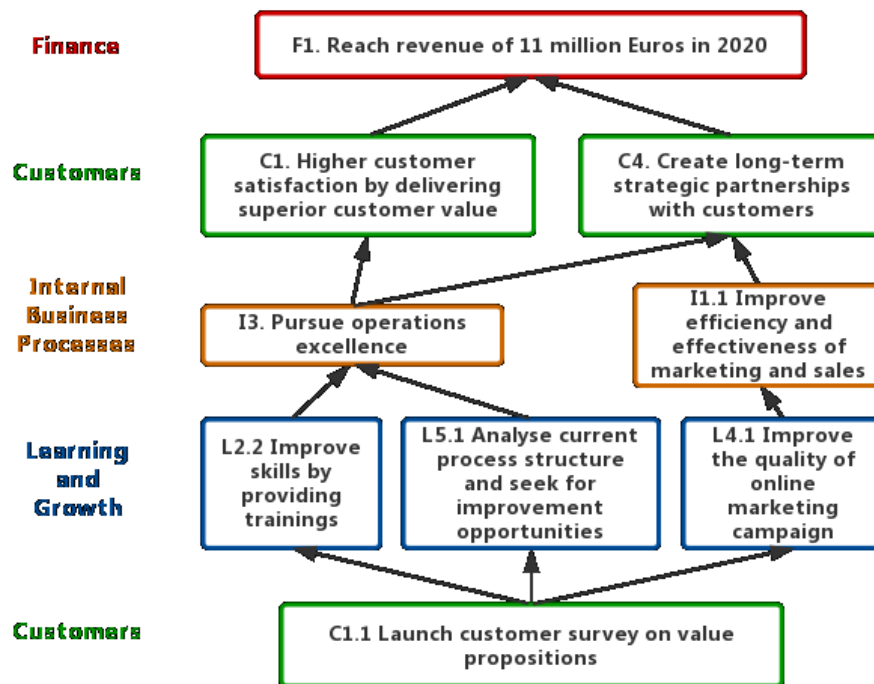 Finance
F1. Reach revenue of 11 million Euros in 2020
Customers
C1. Higher customer
satisfaction by delivering
superior customer value
C4. Create long-term
strategic partnerships
with customers
Internal
Business
Processes
I3. Pursue operations
excellence
I1.1 Improve
efficiency and
effectiveness of
marketing and sales
Learning
and
Growth
L2.2 Improve
skills by
providing
trainings
L5.1 Analyse current
process structure
and seek for
improvement
opportunities
L4.1 Improve
the quality of
online
marketing
campaign
Customers
C1.1 Launch customer survey on value
propositions